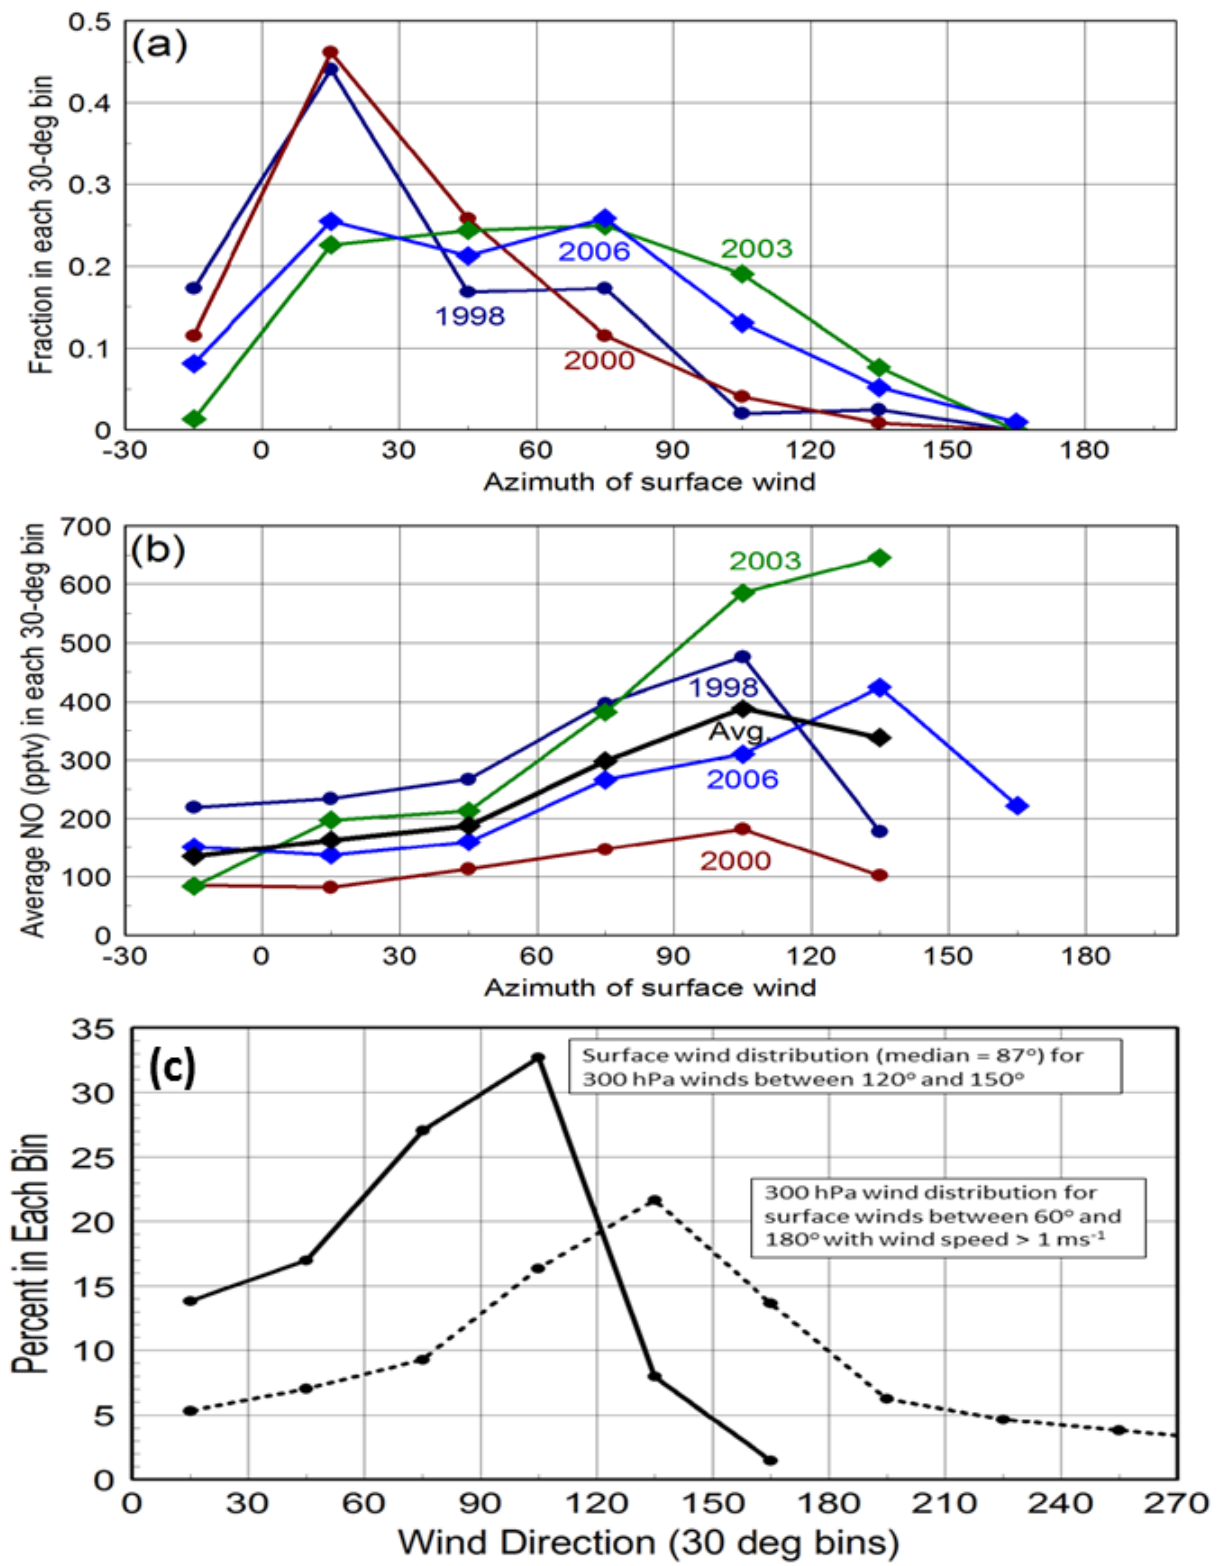 (a)
Fraction in each 30-deg bin
0.5
0.4
0.3
0.2
0.1
0
2003
2006
1998
2000
-30 0 30 60 90 120 150 180
Azimuth of surface wind
(b)
Average NO (pptv) in each 30-deg bin
700
600
500
400
300
200
100
0
2003
1998
Avg.
2006
2000
-30 0 30 60 90 120 150 180
Azimuth of surface wind
(c)
Percent in Each Bin
35
30
25
20
15
10
5
0
Surface wind distribution (median = 87º) for
300 hPa winds between 120º and 150º
300 hPa wind distribution for
surface winds between 60º and
180º with wind speed > 1 ms⁻¹
0 30 60 90 120 150 180 210 240 270
Wind Direction (30 deg bins)